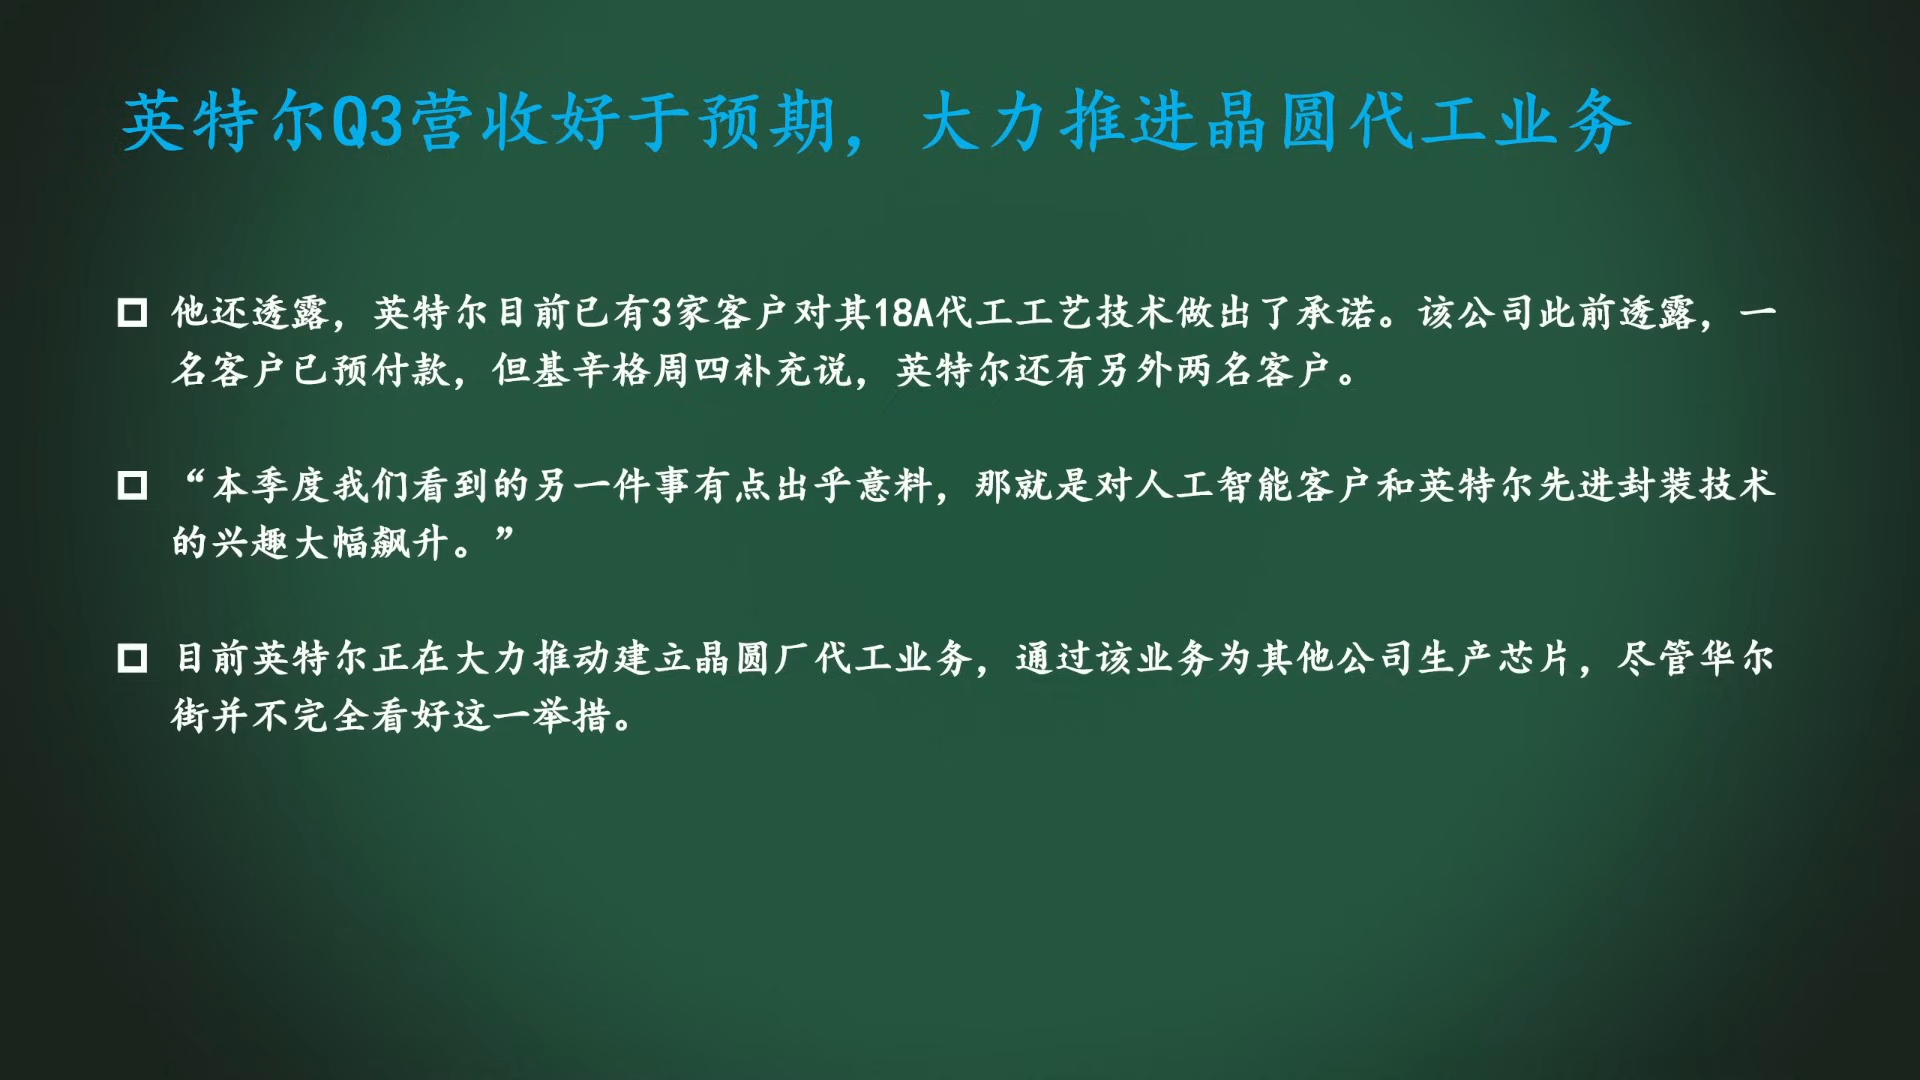 英特尔Q3营收好于预期，大力推进晶圆代工业务
他还透露，英特尔目前已有3家客户对其18A代工工艺技术做出了承诺。该公司此前透露，一
名客户已预付款，但基辛格周四补充说，英特尔还有另外两名客户。
“本季度我们看到的另一件事有点出乎意料，那就是对人工智能客户和英特尔先进封装技术
的兴趣大幅飙升。”
目前英特尔正在大力推动建立晶圆厂代工业务，通过该业务为其他公司生产芯片，尽管华尔
街并不完全看好这一举措。